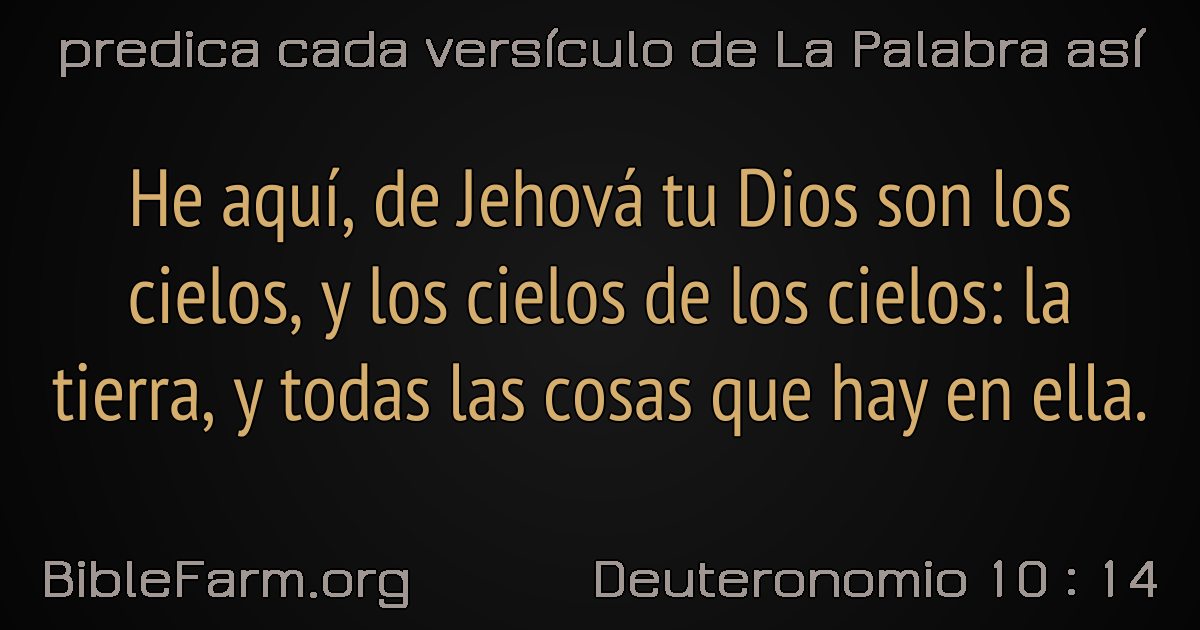 predica cada versículo de La Palabra así
He aquí, de Jehová tu Dios son los
cielos, y los cielos de los cielos: la
tierra, y todas las cosas que hay en ella.
BibleFarm.org
Deuteronomio 10 : 14